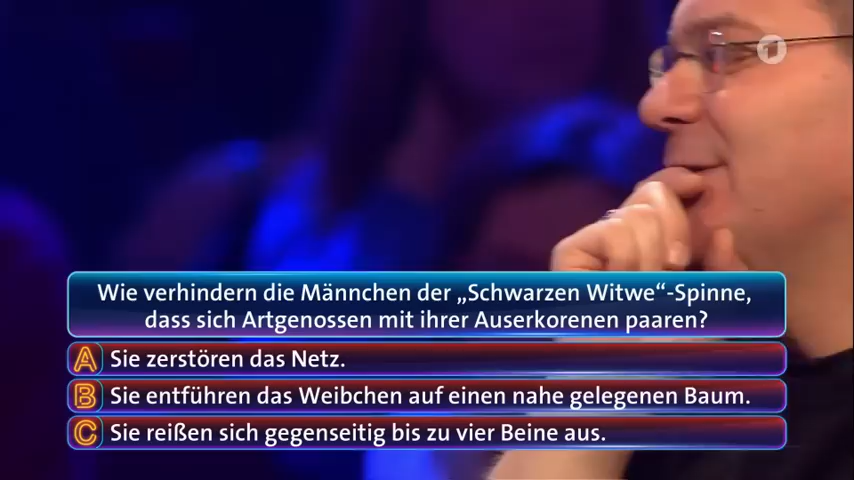 1
Wie verhindern die Männchen der „Schwarzen Witwe“-Spinne,
dass sich Artgenossen mit ihrer Auserkorenen paaren?
A Sie zerstören das Netz.
B Sie entführen das Weibchen auf einen nahe gelegenen Baum.
C Sie reißen sich gegenseitig bis zu vier Beine aus.